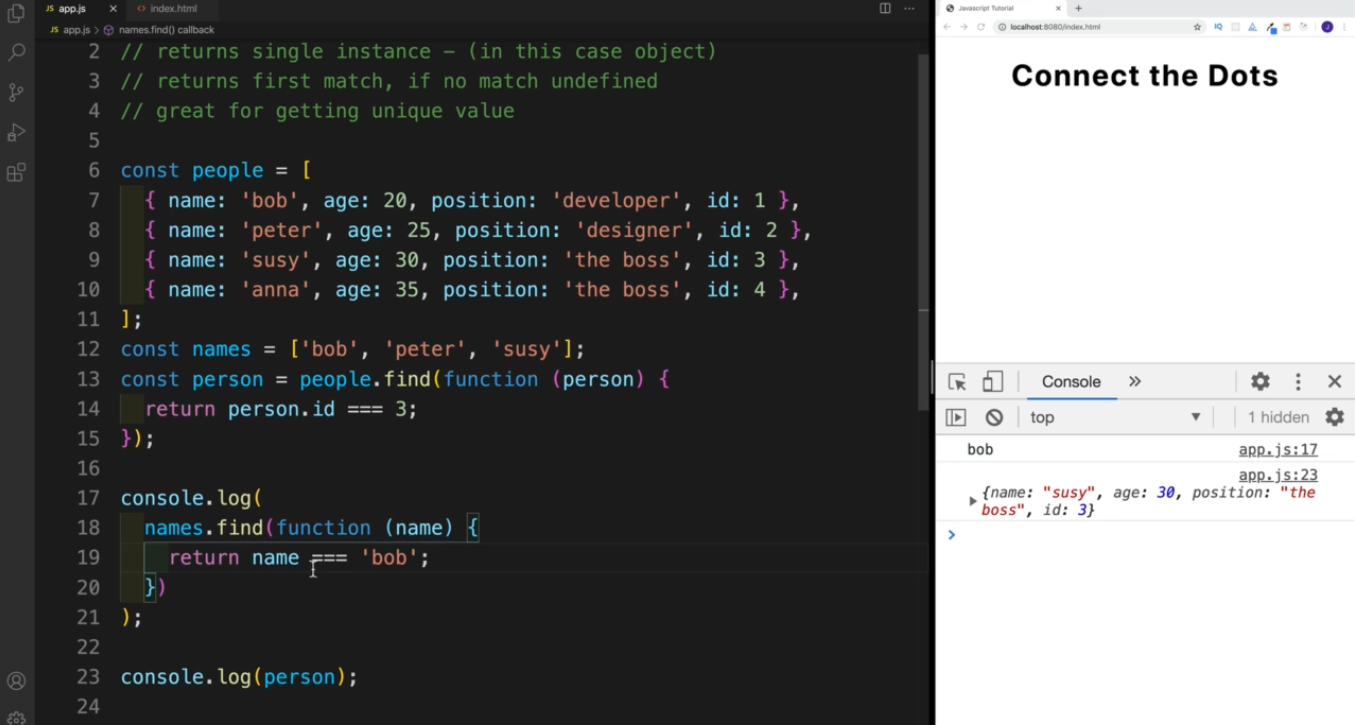 JS app.js × <> index.html
JS app.js > names.find() callback
2 // returns single instance – (in this case object)
3 // returns first match, if no match undefined
4 // great for getting unique value
5
6 const people = [
7 { name: 'bob', age: 20, position: 'developer', id: 1 },
8 { name: 'peter', age: 25, position: 'designer', id: 2 },
9 { name: 'susy', age: 30, position: 'the boss', id: 3 },
10 { name: 'anna', age: 35, position: 'the boss', id: 4 },
11 ];
12 const names = ['bob', 'peter', 'susy'];
13 const person = people.find(function (person) {
14 return person.id === 3;
15 });
16
17 console.log(
18 names.find(function (name) {
19 return name === 'bob';
20 })
21 );
22
23 console.log(person);
24
Javascript Tutorial × +
localhost:8080/index.html
IQ
J
Connect the Dots
Console »
top 1 hidden
bob app.js:17
app.js:23
{name: "susy", age: 30, position: "the
boss", id: 3}
>